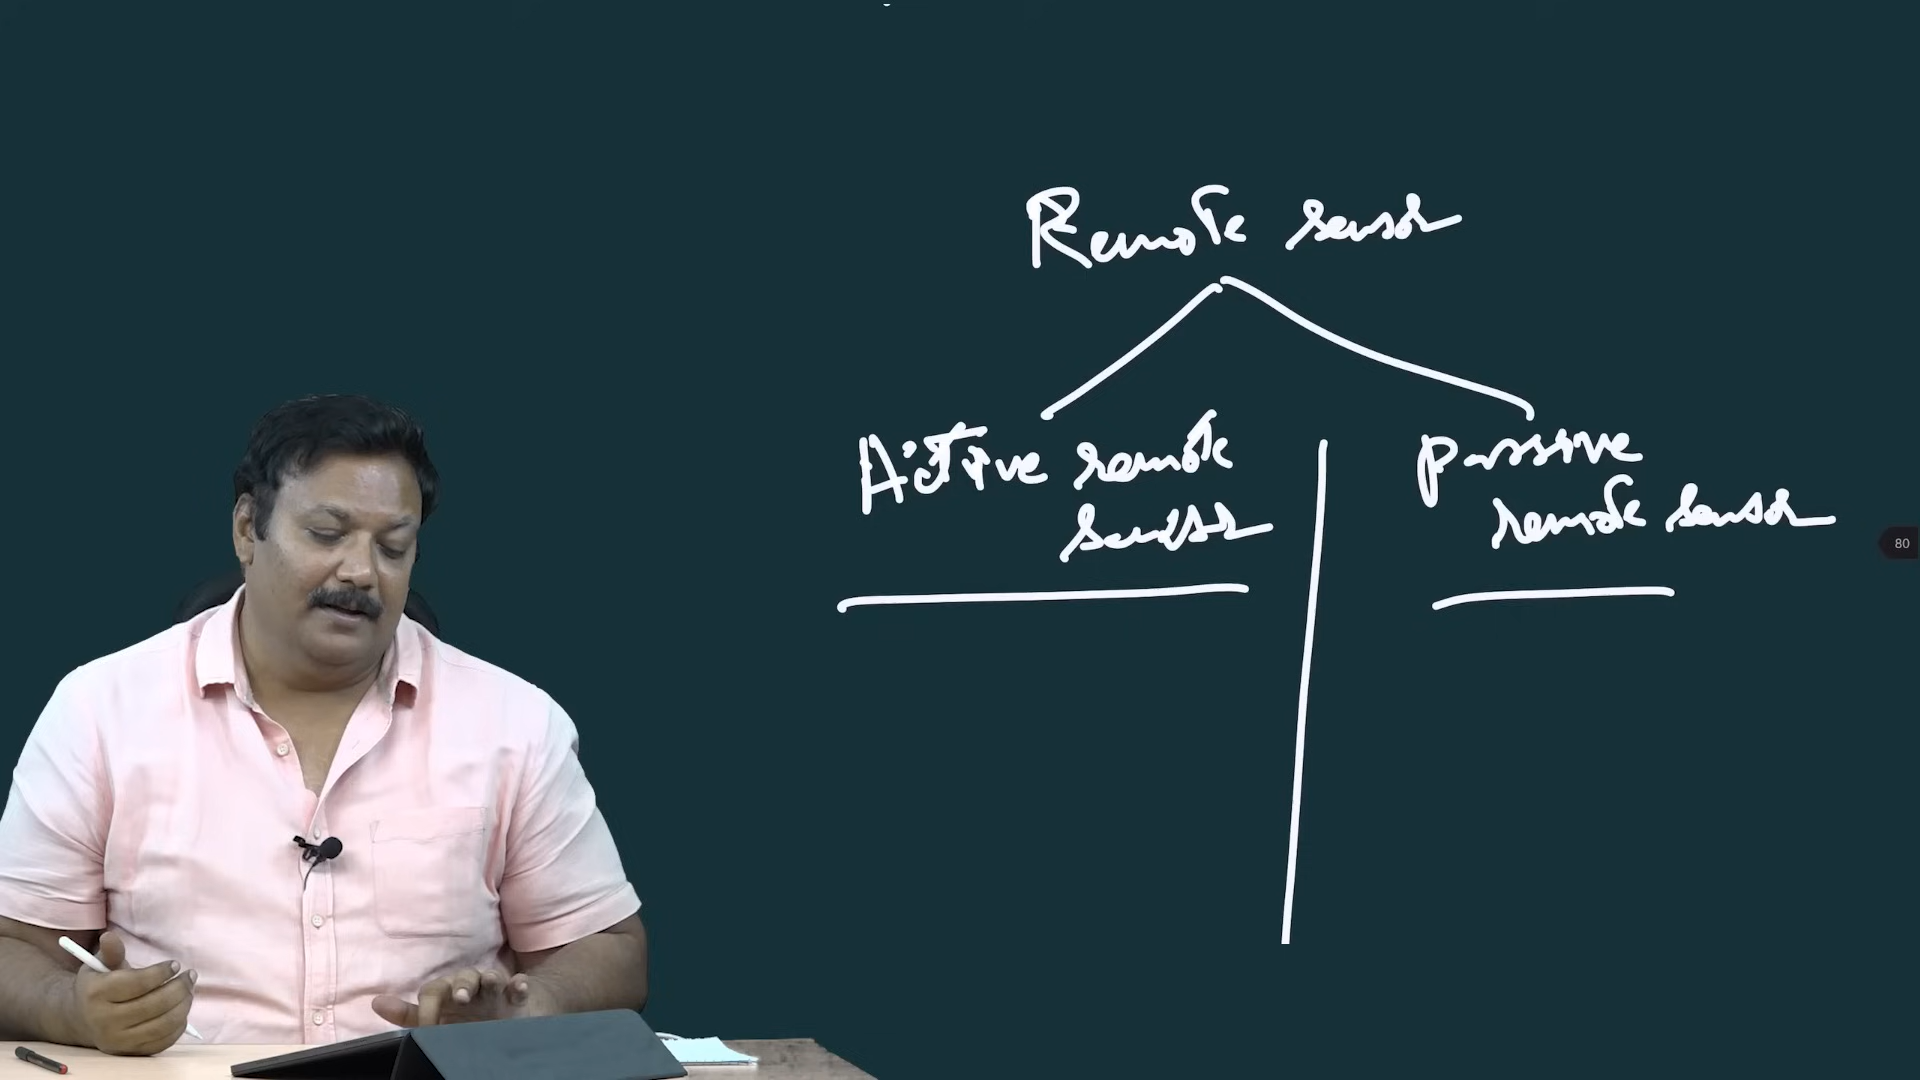 Remote sensor
Active remote
sensor
passive
remote sensor
80